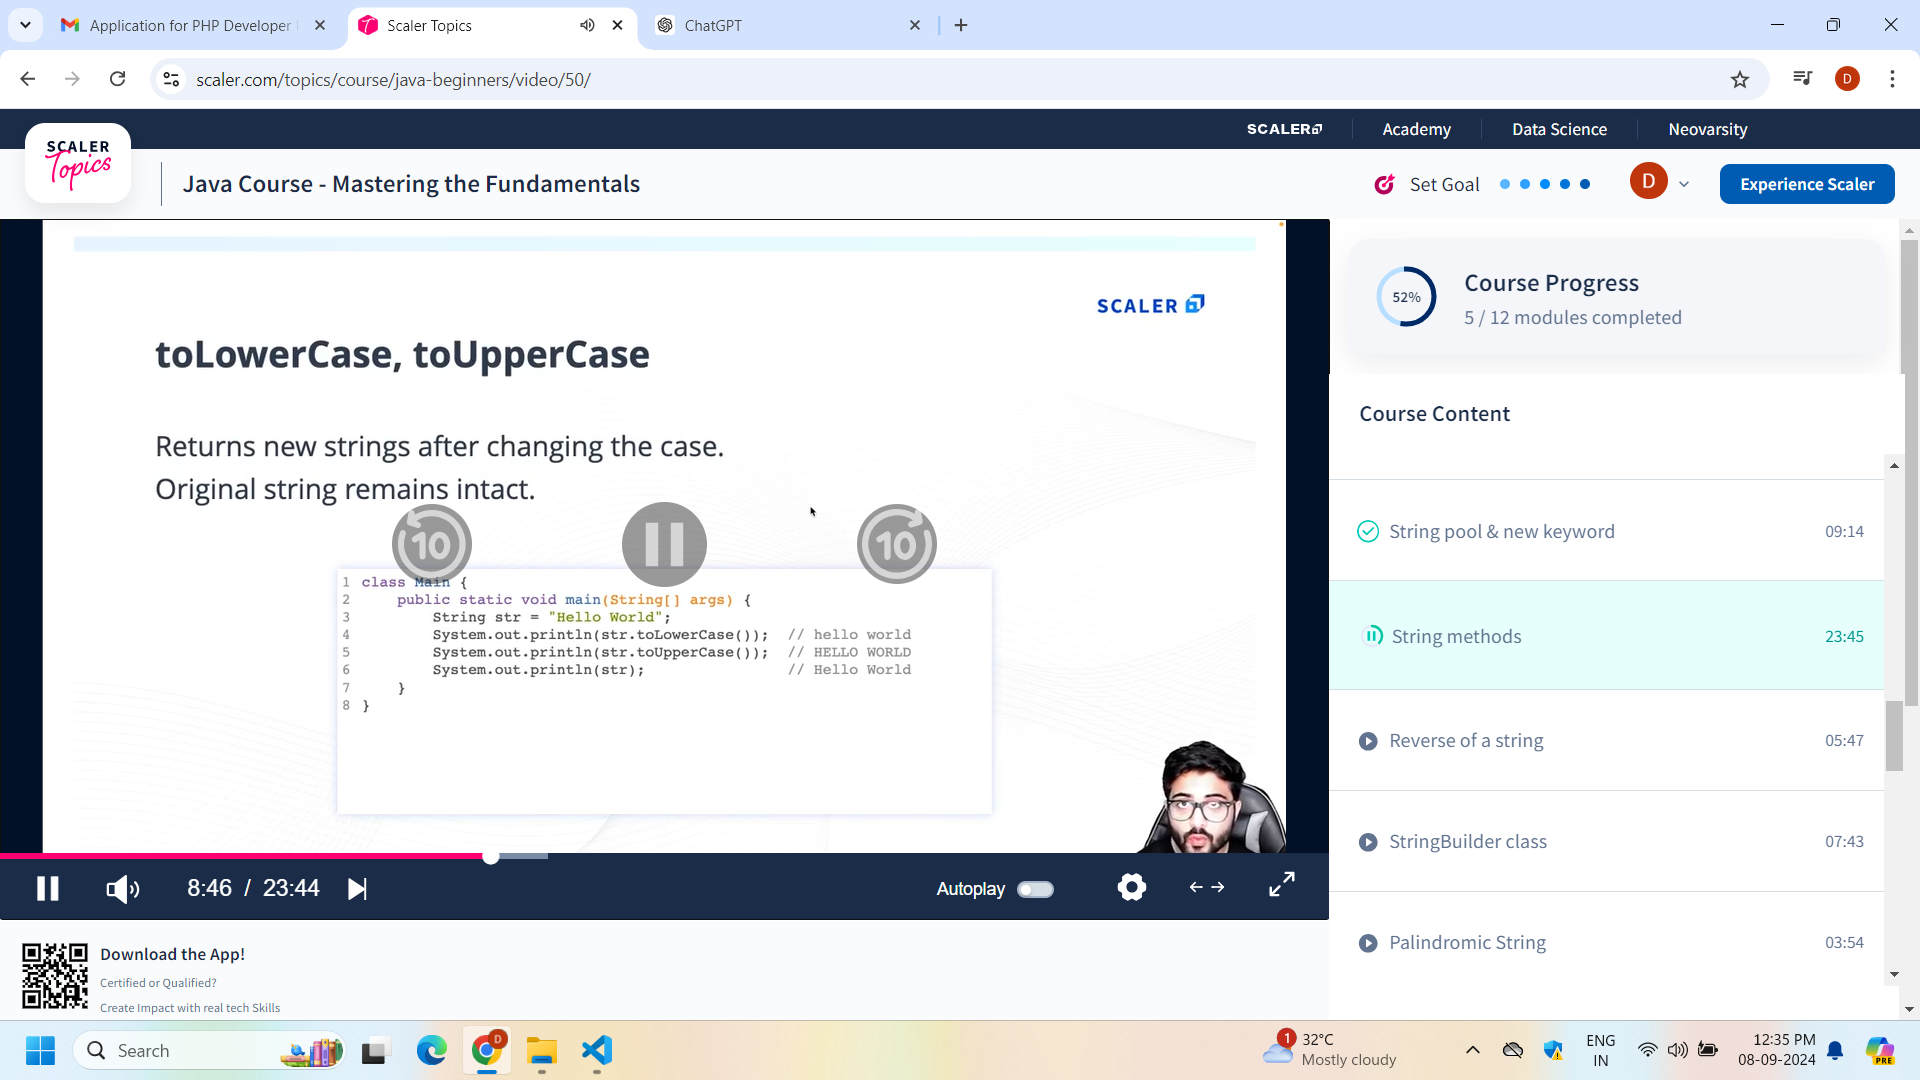 Application for PHP Developer
Scaler Topics
ChatGPT
scaler.com/topics/course/java-beginners/video/50/
D
SCALER
Academy
Data Science
Neovarsity
SCALER
Topics
Java Course - Mastering the Fundamentals
Set Goal
D
Experience Scaler
SCALER
toLowerCase, toUpperCase
Returns new strings after changing the case.
Original string remains intact.
10
10
1 class Main {
2 public static void main(String[] args) {
3 String str = "Hello World";
4 System.out.println(str.toLowerCase()); // hello world
5 System.out.println(str.toUpperCase()); // HELLO WORLD
6 System.out.println(str); // Hello World
7 }
8 }
8:46 / 23:44
Autoplay
52%
Course Progress
5 / 12 modules completed
Course Content
String pool & new keyword 09:14
String methods 23:45
Reverse of a string 05:47
StringBuilder class 07:43
Palindromic String 03:54
Download the App!
Certified or Qualified?
Create Impact with real tech Skills
Search
D
1
32°C
Mostly cloudy
ENG
IN
12:35 PM
08-09-2024
PRE